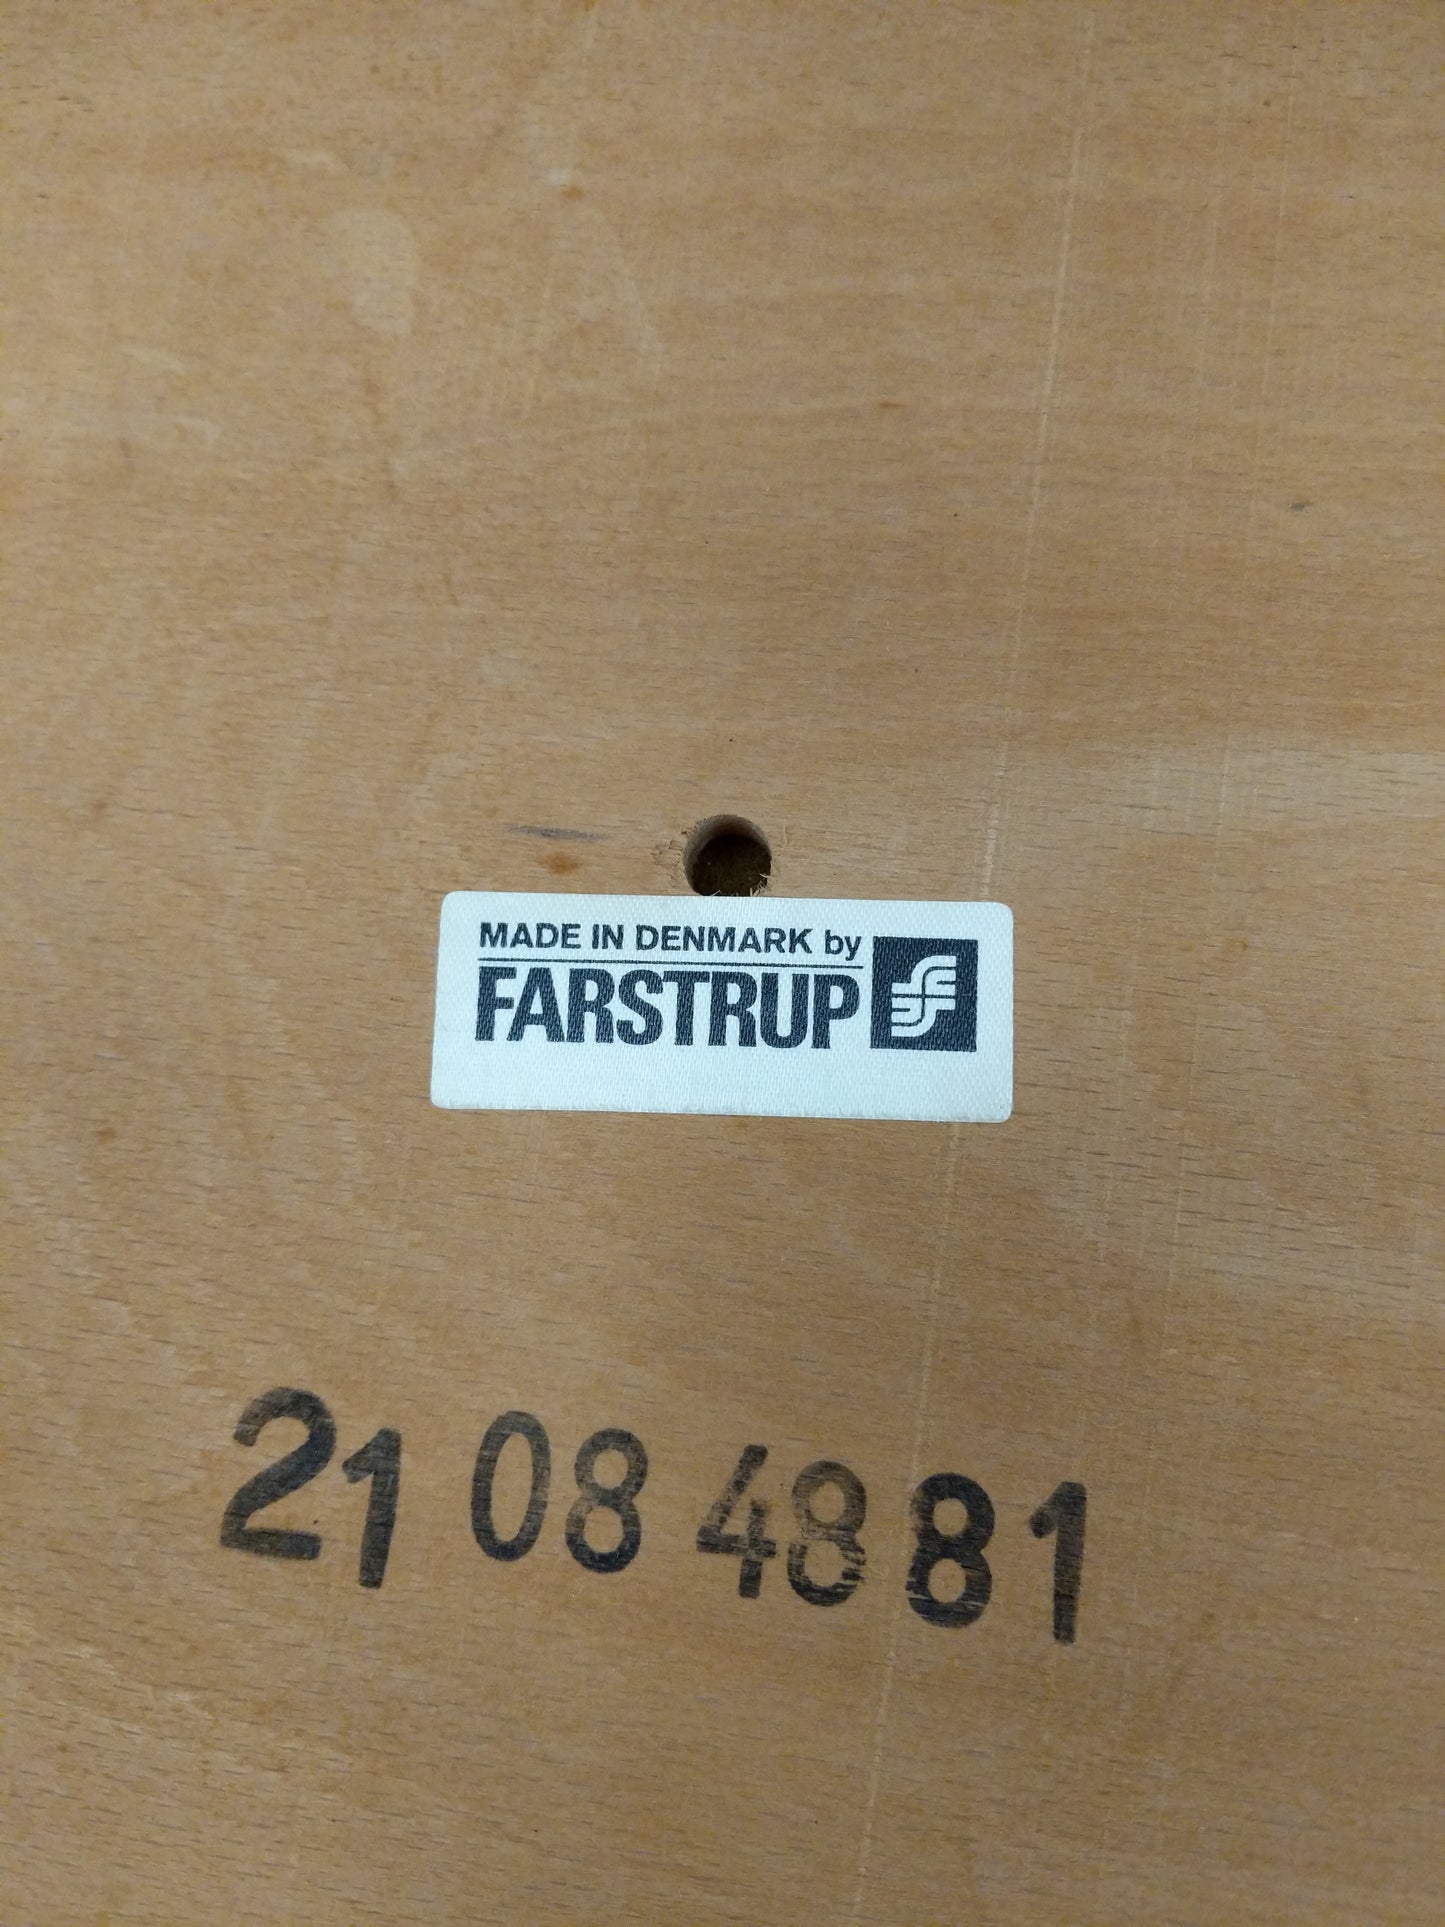 MADE IN DENMARK by
FARSTRUP
21 08 48 81